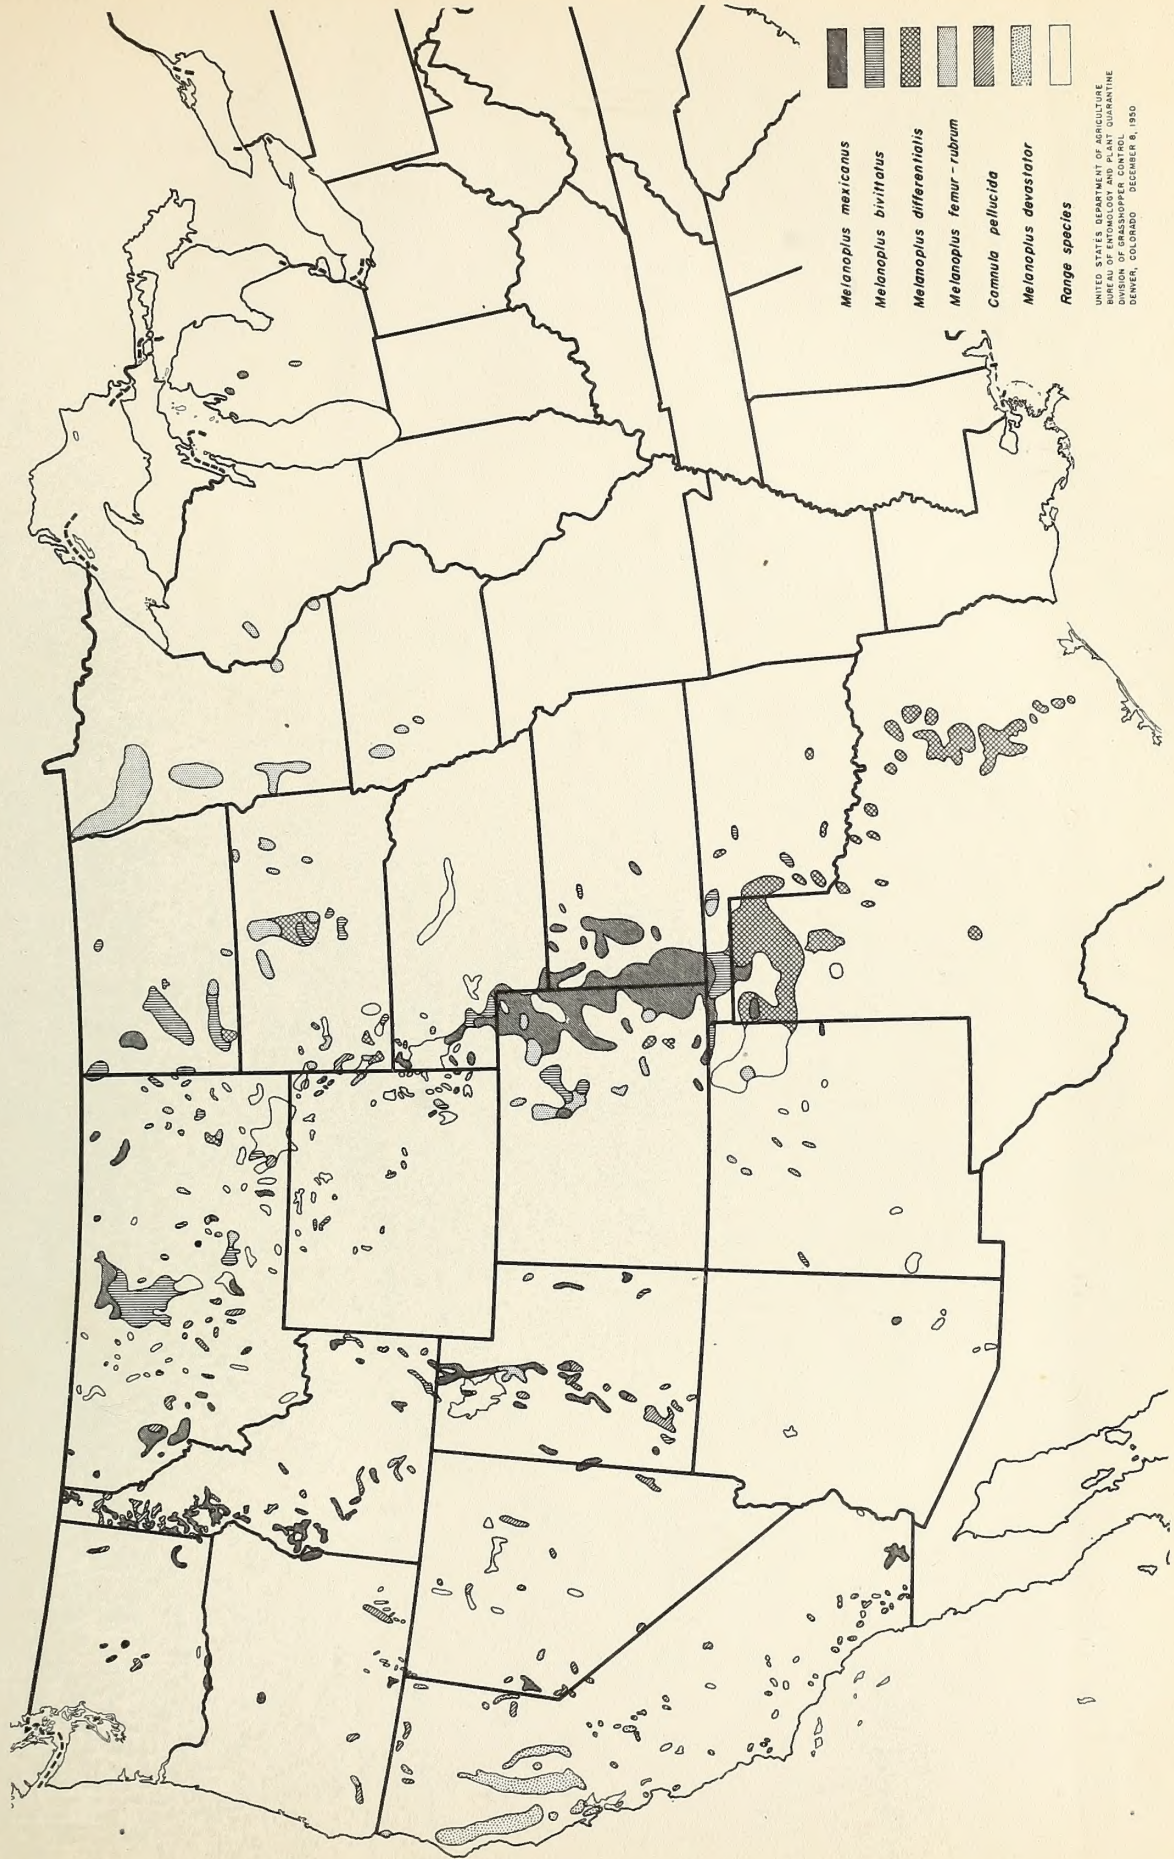 Melanoplus mexicanus
Melanoplus bivittatus
Melanoplus differentialis
Melanoplus femur-rubrum
Camnula pellucida
Melanoplus devastator
Range species
UNITED STATES DEPARTMENT OF AGRICULTURE
BUREAU OF ENTOMOLOGY AND PLANT QUARANTINE
DIVISION OF GRASSHOPPER CONTROL
DENVER, COLORADO DECEMBER 8, 1950